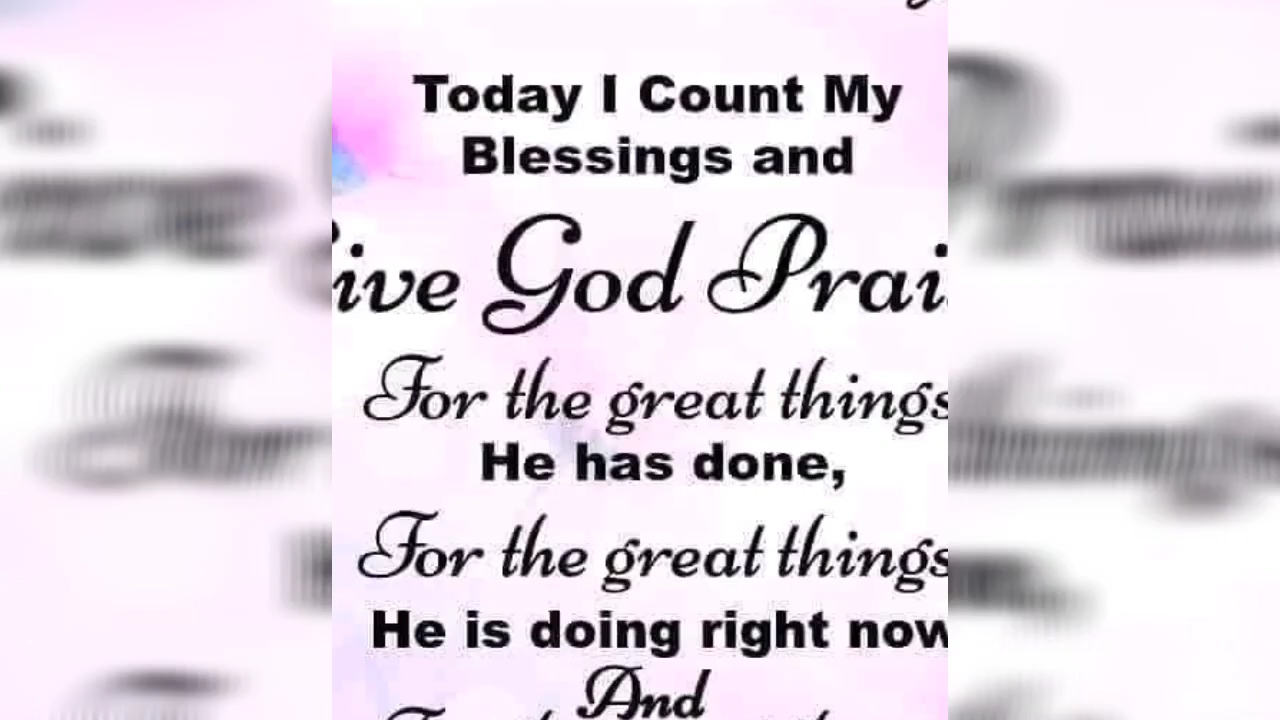 Today I Count My
Blessings and
ive God Prai
For the great things
He has done,
For the great things
He is doing right now
And